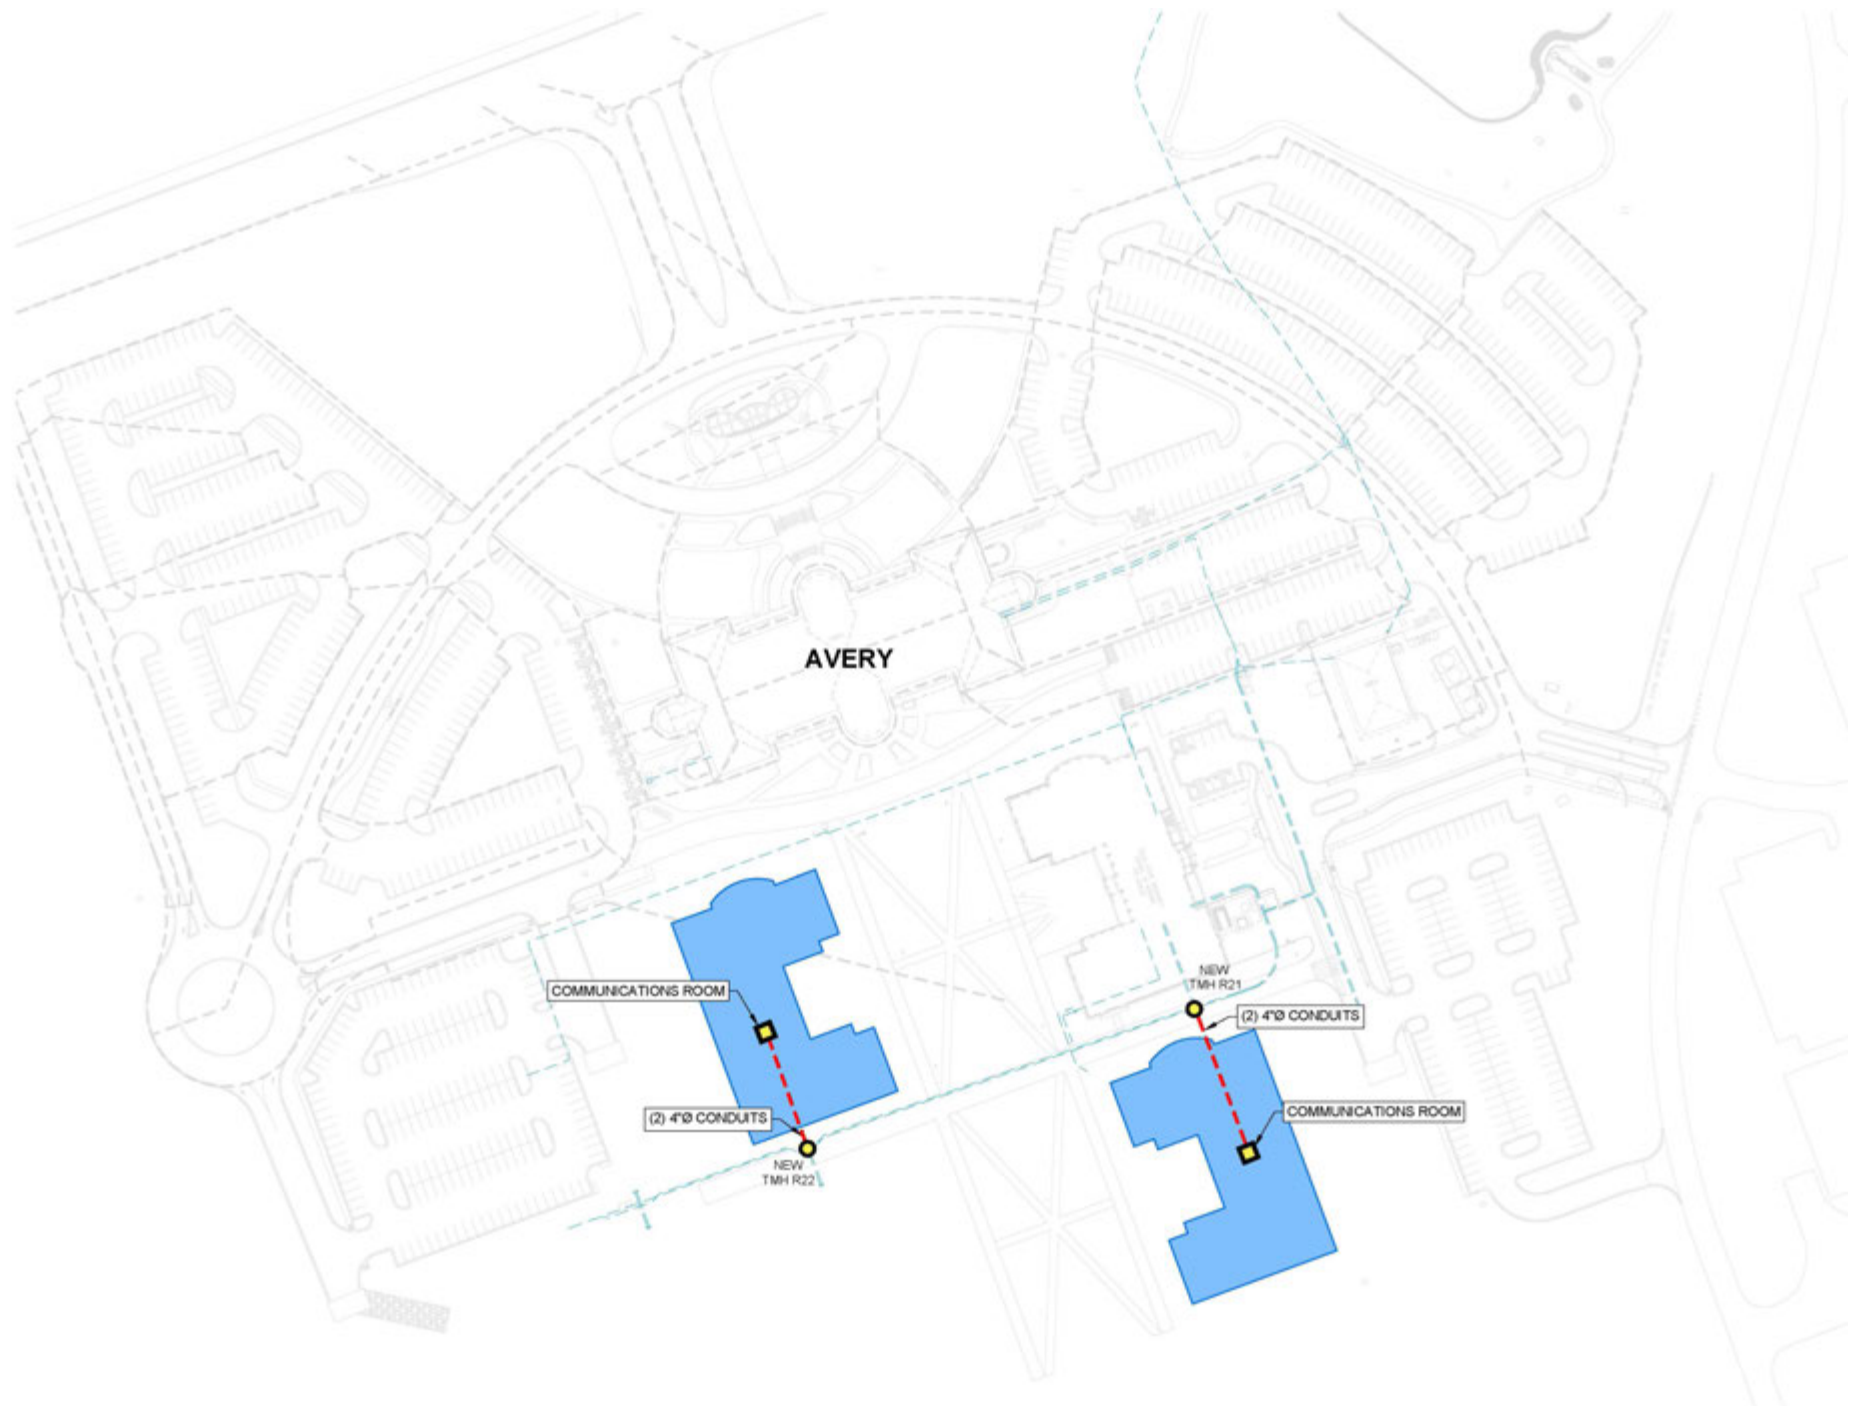 AVERY
COMMUNICATIONS ROOM
NEW
TMH R21
(2) 4"Ø CONDUITS
(2) 4"Ø CONDUITS
COMMUNICATIONS ROOM
NEW
TMH R22